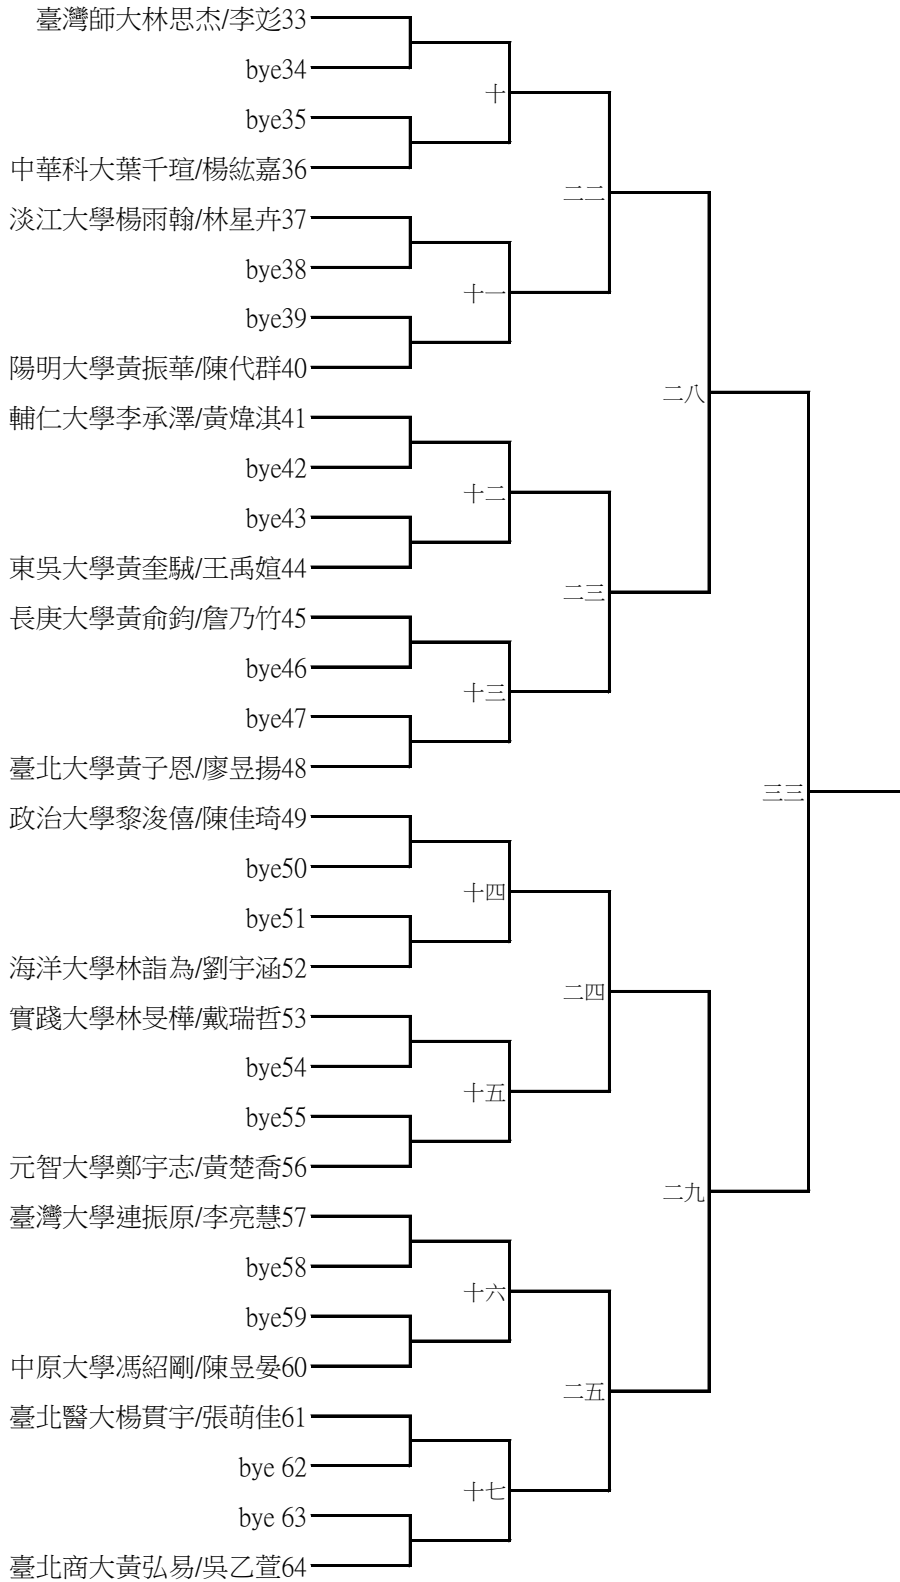 臺灣師大林思杰/李彣33
bye34
十
bye35
中華科大葉千瑄/楊紘嘉36
二二
淡江大學楊雨翰/林星卉37
bye38
十一
bye39
陽明大學黃振華/陳代群40
二八
輔仁大學李承澤/黃煒淇41
bye42
十二
bye43
東吳大學黃奎駥/王禹媗44
二三
長庚大學黃俞鈞/詹乃竹45
bye46
十三
bye47
臺北大學黃子恩/廖昱揚48
三三
政治大學黎浚僖/陳佳琦49
bye50
十四
bye51
海洋大學林詣為/劉宇涵52
二四
實踐大學林旻樺/戴瑞哲53
bye54
十五
bye55
元智大學鄭宇志/黃楚喬56
二九
臺灣大學連振原/李亮慧57
bye58
十六
bye59
中原大學馮紹剛/陳昱晏60
二五
臺北醫大楊貫宇/張萌佳61
bye 62
十七
bye 63
臺北商大黃弘易/吳乙萱64